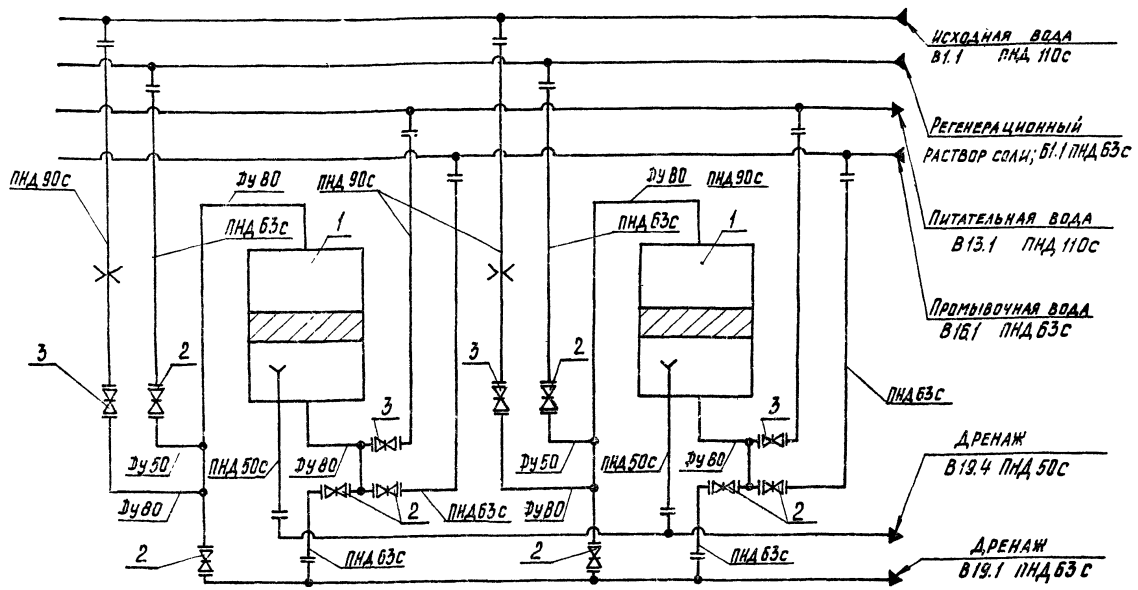 ИСХОДНАЯ ВОДА
В1.1 ПНД 110С
РЕГЕНЕРАЦИОННЫЙ
РАСТВОР СОЛИ; Б1.1 ПНД 63С
ПИТАТЕЛЬНАЯ ВОДА
В13.1 ПНД 110С
ПРОМЫВОЧНАЯ ВОДА
В16.1 ПНД 63С
ПНД 90С
ДУ 80
ПНД 90С
ДУ 80
ПНД 90С
ПНД 63С
1
ПНД 63С
1
3
2
3
2
ПНД 63С
3
3
ДУ 50
ПНД 50С
ДУ 80
ДУ 50
ПНД 50С
ДУ 80
ДРЕНАЖ
В19.4 ПНД 50С
ДУ 80
2
ПНД 63С
ДУ 80
2
2
ПНД 63С
2
ПНД 63С
ДРЕНАЖ
В19.1 ПНД 63С